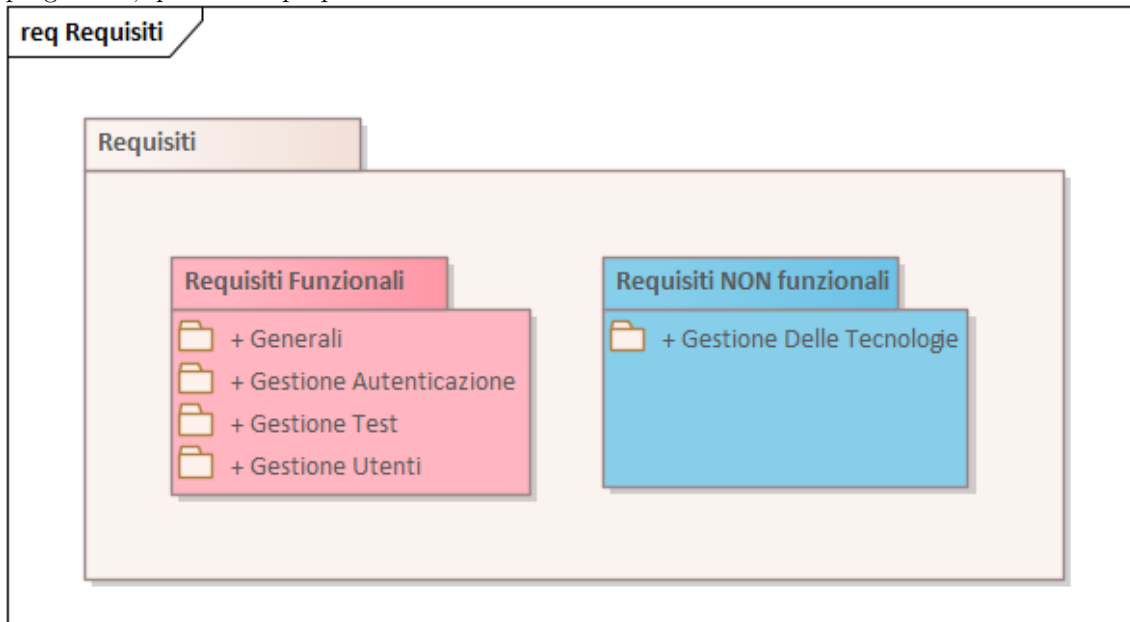 req Requisiti
Requisiti
Requisiti Funzionali
+ Generali
+ Gestione Autenticazione
+ Gestione Test
+ Gestione Utenti
Requisiti NON funzionali
+ Gestione Delle Tecnologie